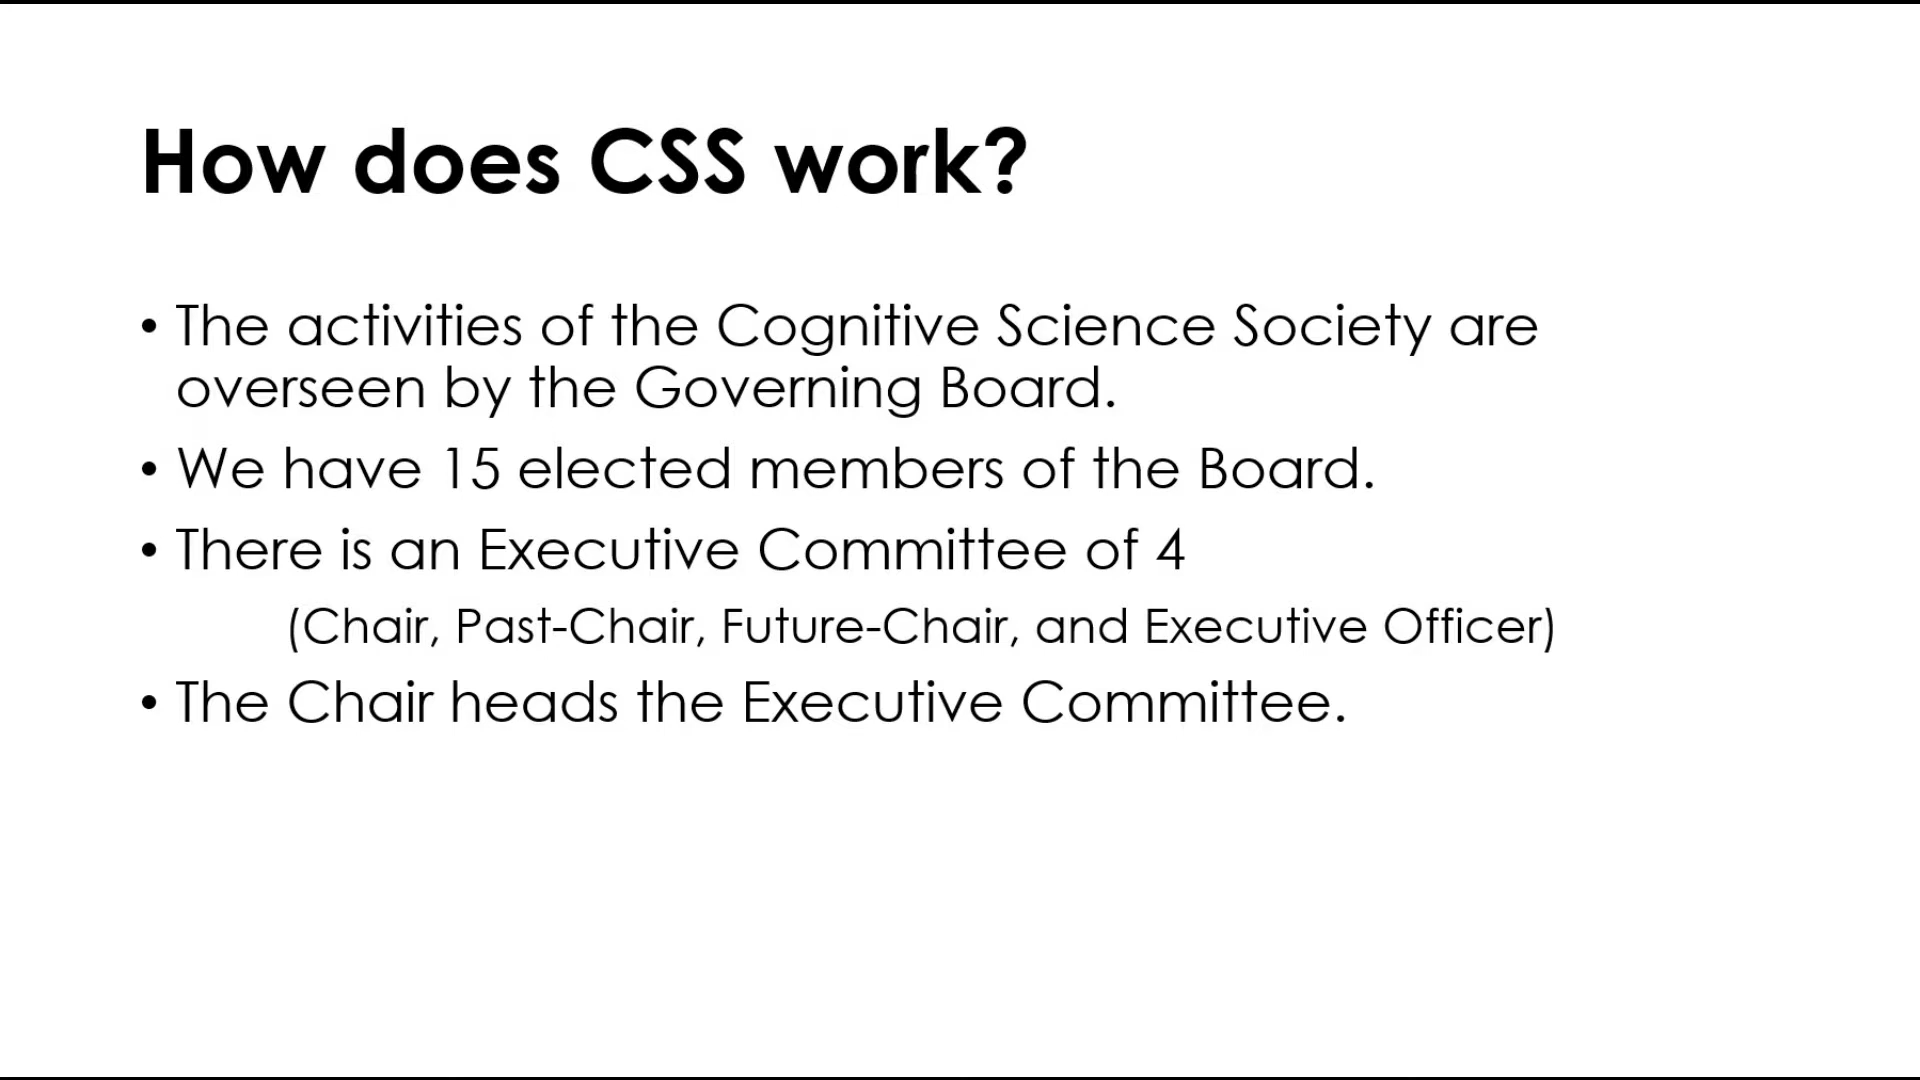 How does CSS work?
• The activities of the Cognitive Science Society are
overseen by the Governing Board.
• We have 15 elected members of the Board.
• There is an Executive Committee of 4
(Chair, Past-Chair, Future-Chair, and Executive Officer)
• The Chair heads the Executive Committee.